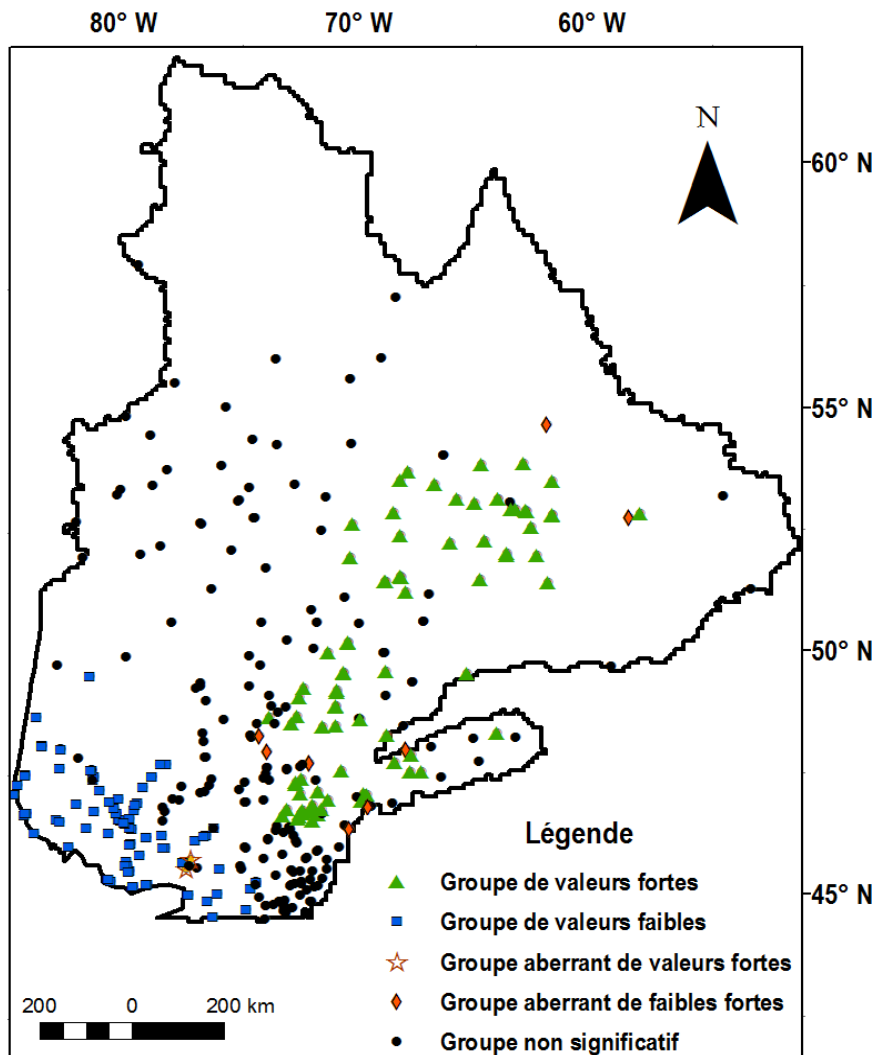 80° W 70° W 60° W
N
60° N
55° N
50° N
45° N
Légende
Groupe de valeurs fortes
Groupe de valeurs faibles
Groupe aberrant de valeurs fortes
Groupe aberrant de faibles fortes
Groupe non significatif
200 0 200 km